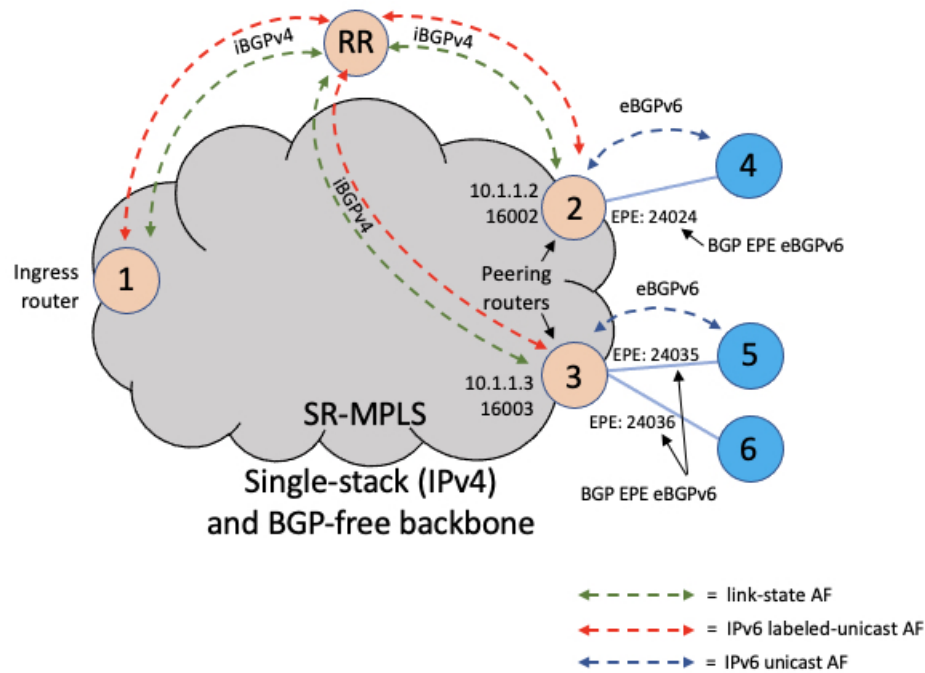 RR
iBGPv4
iBGPv4
iBGPv4
eBGPv6
4
10.1.1.2
16002
2
EPE: 24024
BGP EPE eBGPv6
Ingress
router
1
Peering
routers
eBGPv6
EPE: 24035
5
10.1.1.3
16003
3
EPE: 24036
6
BGP EPE eBGPv6
SR-MPLS
Single-stack (IPv4)
and BGP-free backbone
= link-state AF
= IPv6 labeled-unicast AF
= IPv6 unicast AF